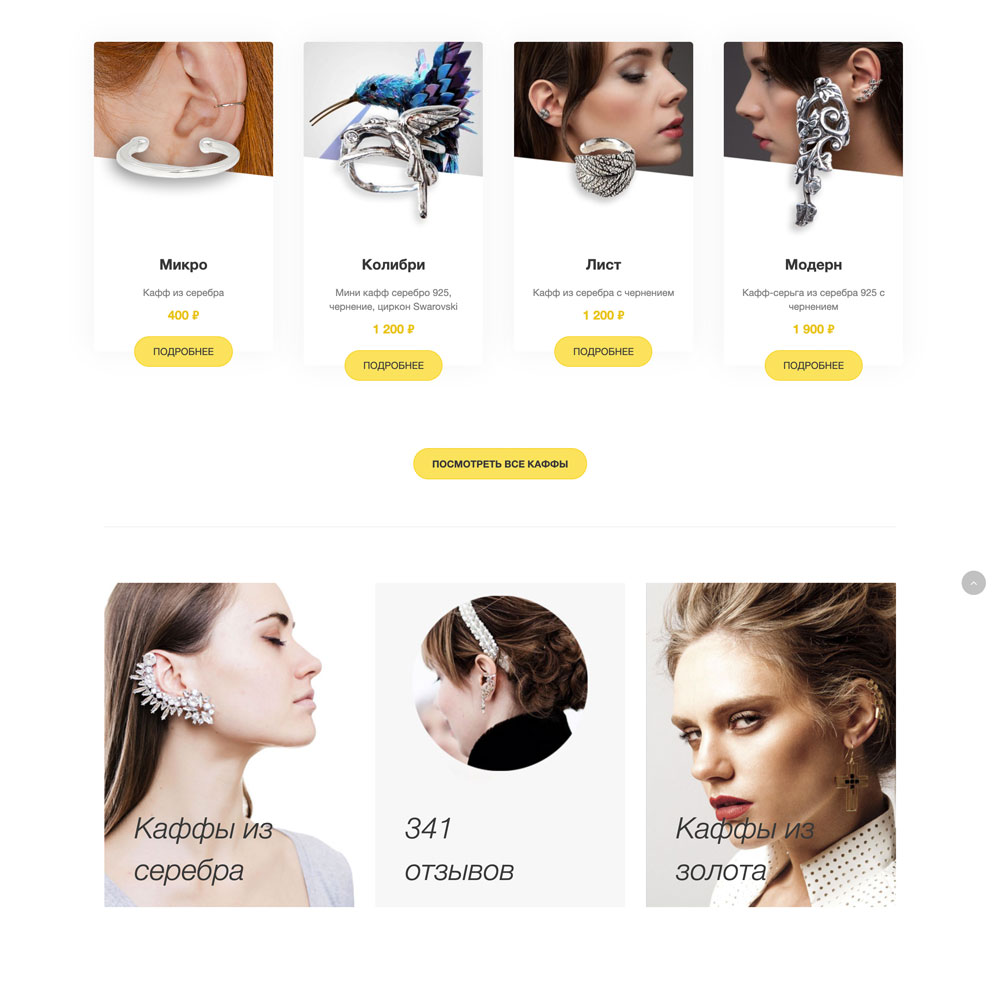 Микро
Кафф из серебра
400 ₽
ПОДРОБНЕЕ
Колибри
Мини кафф серебро 925,
чернение, циркон Swarovski
1 200 ₽
ПОДРОБНЕЕ
Лист
Кафф из серебра с чернением
1 200 ₽
ПОДРОБНЕЕ
Модерн
Кафф-серьга из серебра 925 с
чернением
1 900 ₽
ПОДРОБНЕЕ
ПОСМОТРЕТЬ ВСЕ КАФФЫ
Каффы из
серебра
341
отзывов
Каффы из
золота